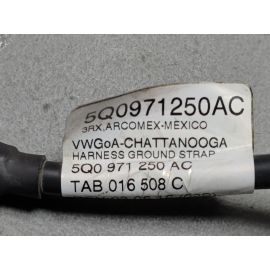 5Q0971250AC
3RX.ARCOMEX-MEXICO
VWGoA-CHATTANOOGA
HARNESS GROUND STRAP
5Q0 971 250 AC
TAB 016 508 C